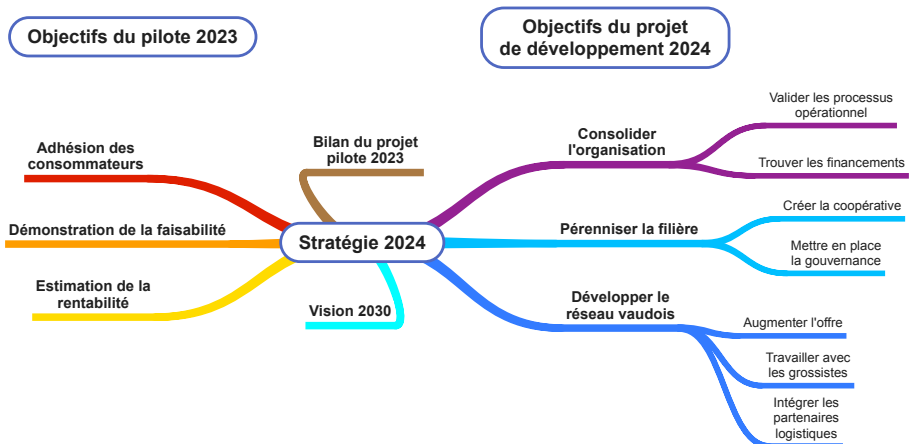 Objectifs du pilote 2023
Objectifs du projet
de développement 2024
Adhésion des
consommateurs
Démonstration de la faisabilité
Estimation de la
rentabilité
Bilan du projet
pilote 2023
Stratégie 2024
Vision 2030
Consolider
l'organisation
Valider les processus
opérationnel
Trouver les financements
Pérenniser la filière
Créer la coopérative
Mettre en place
la gouvernance
Développer le
réseau vaudois
Augmenter l'offre
Travailler avec
les grossistes
Intégrer les
partenaires
logistiques